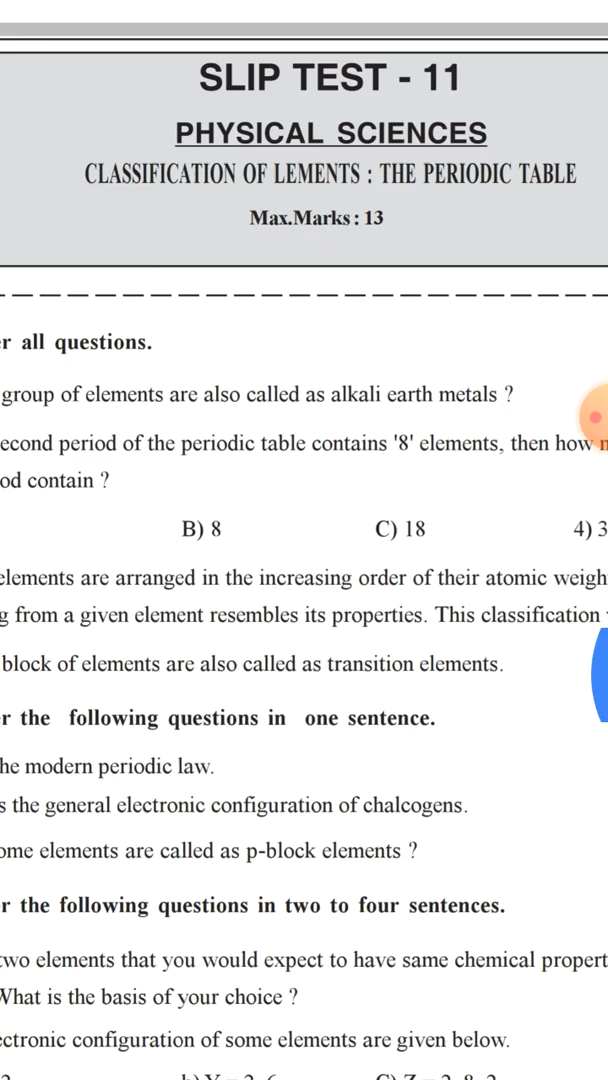 SLIP TEST - 11
PHYSICAL SCIENCES
CLASSIFICATION OF LEMENTS : THE PERIODIC TABLE
Max.Marks : 13
r all questions.
group of elements are also called as alkali earth metals ?
econd period of the periodic table contains '8' elements, then how
od contain ?
B) 8 C) 18 4) 3
elements are arranged in the increasing order of their atomic weigh
g from a given element resembles its properties. This classification
block of elements are also called as transition elements.
r the following questions in one sentence.
he modern periodic law.
s the general electronic configuration of chalcogens.
ome elements are called as p-block elements ?
r the following questions in two to four sentences.
two elements that you would expect to have same chemical propert
What is the basis of your choice ?
ectronic configuration of some elements are given below.